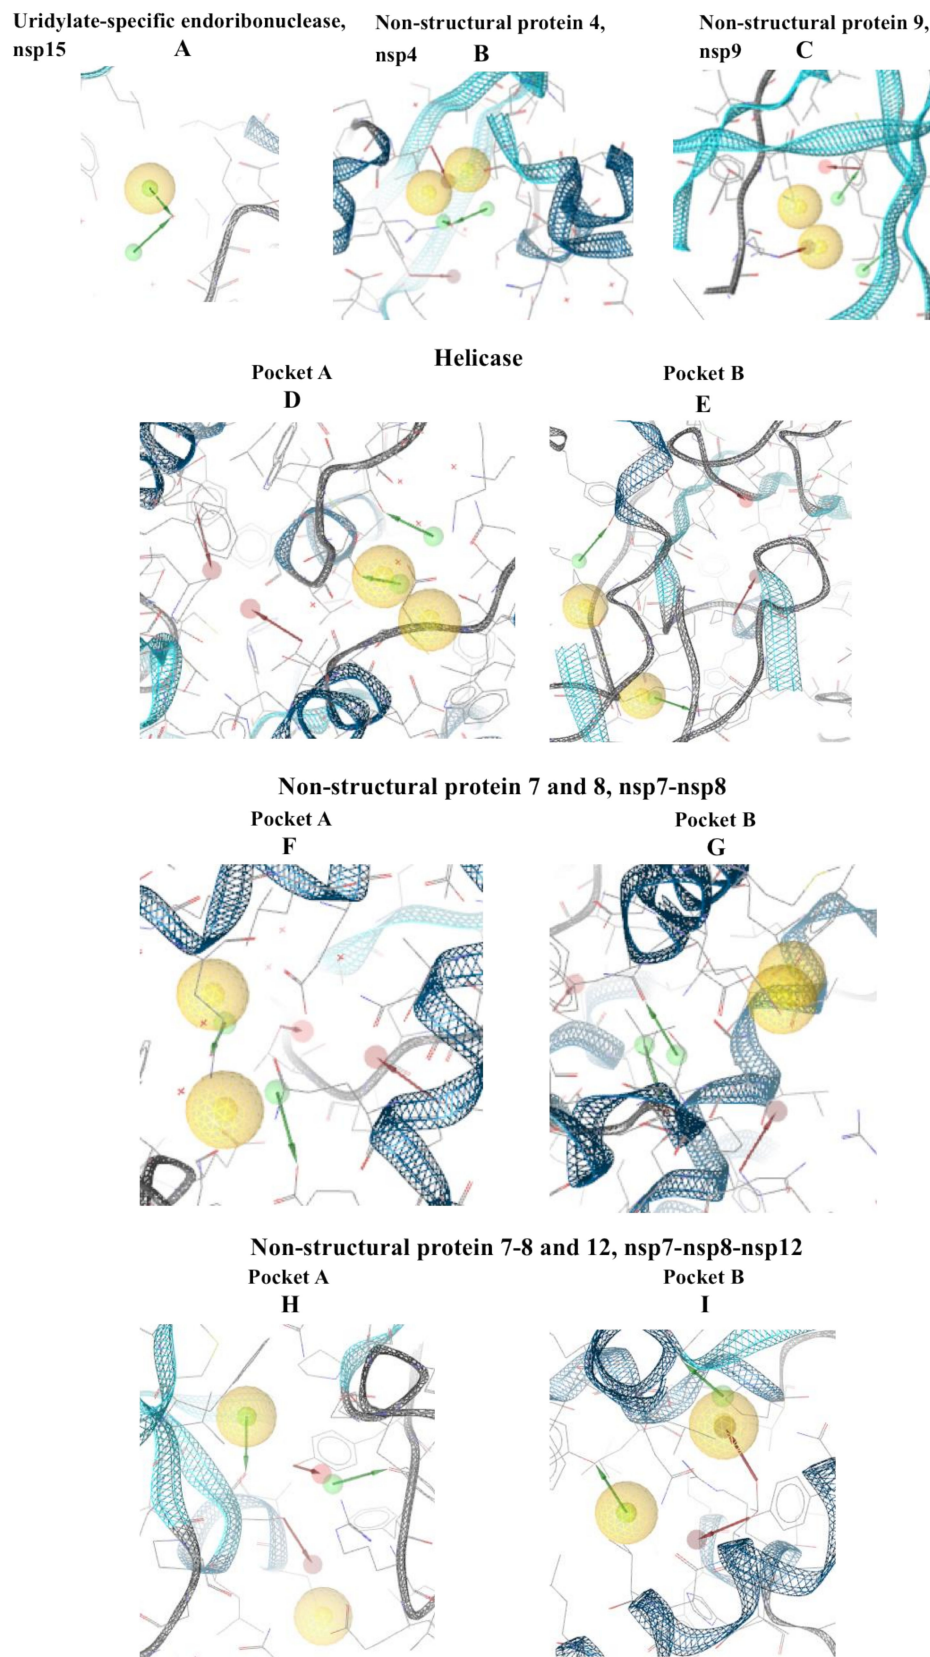 Uridylate-specific endoribonuclease,
nsp15 A
Non-structural protein 4,
nsp4 B
Non-structural protein 9,
nsp9 C
Helicase
Pocket A
D
Pocket B
E
Non-structural protein 7 and 8, nsp7-nsp8
Pocket A
F
Pocket B
G
Non-structural protein 7-8 and 12, nsp7-nsp8-nsp12
Pocket A
H
Pocket B
I